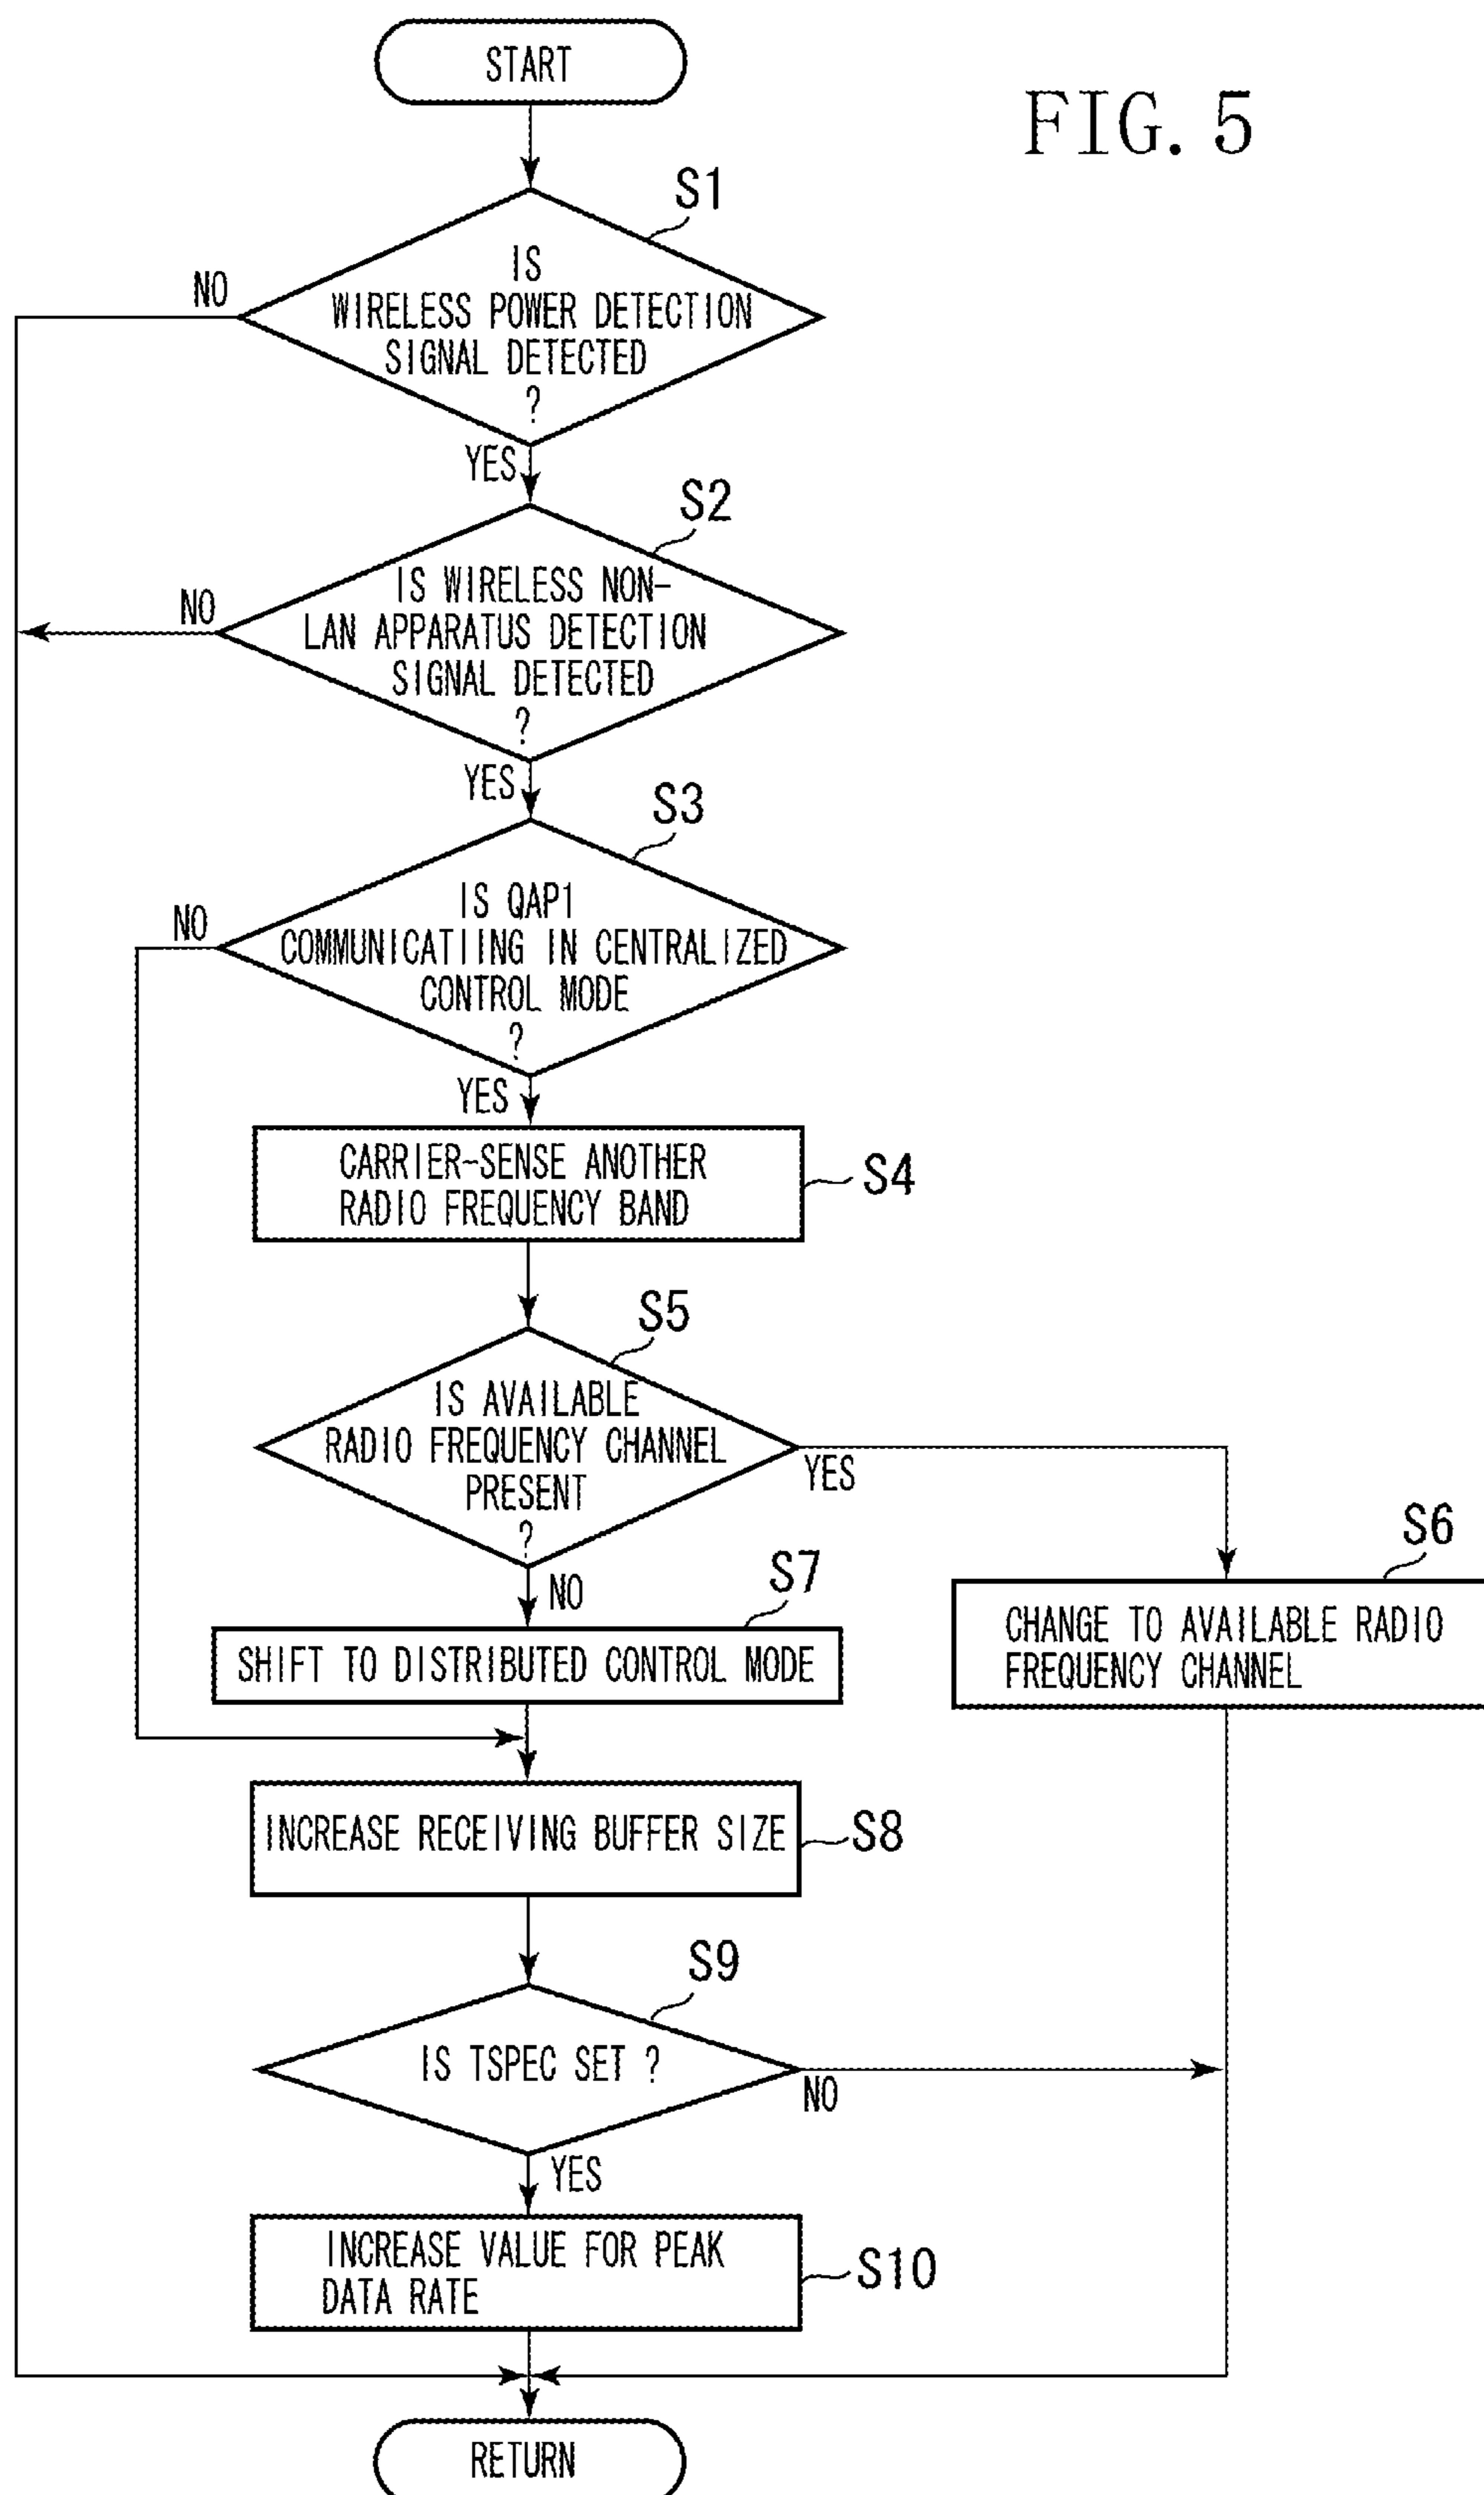 START
FIG. 5
S1
NO
IS
WIRELESS POWER DETECTION
SIGNAL DETECTED
?
YES
S2
NO
IS WIRELESS NON-
LAN APPARATUS DETECTION
SIGNAL DETECTED
?
YES
S3
NO
IS QAP1
COMMUNICATIING IN CENTRALIZED
CONTROL MODE
?
YES
CARRIER-SENSE ANOTHER
RADIO FREQUENCY BAND
S4
S5
IS AVAILABLE
RADIO FREQUENCY CHANNEL
PRESENT
?
YES
NO
S6
CHANGE TO AVAILABLE RADIO
FREQUENCY CHANNEL
S7
SHIFT TO DISTRIBUTED CONTROL MODE
INCREASE RECEIVING BUFFER SIZE
S8
S9
IS TSPEC SET ?
NO
YES
INCREASE VALUE FOR PEAK
DATA RATE
S10
RETURN